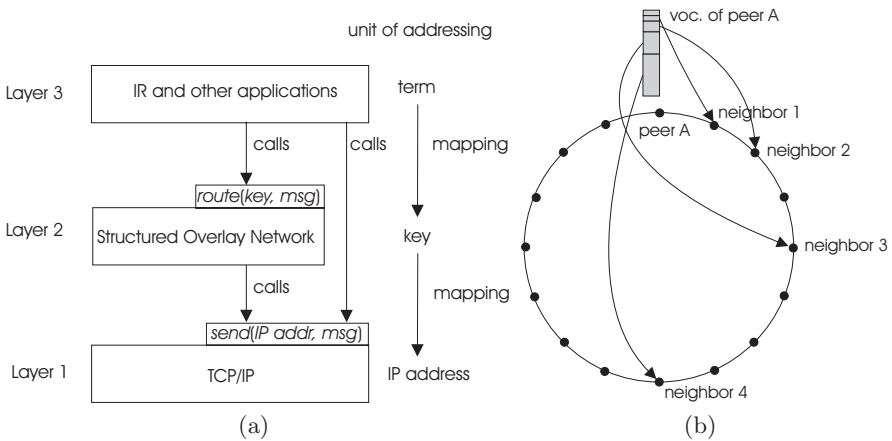 unit of addressing
Layer 3
IR and other applications
term
calls
calls
mapping
route(key, msg)
Layer 2
Structured Overlay Network
key
calls
mapping
send(IP addr, msg)
Layer 1
TCP/IP
IP address
(a)
voc. of peer A
peer A
neighbor 1
neighbor 2
neighbor 3
neighbor 4
(b)